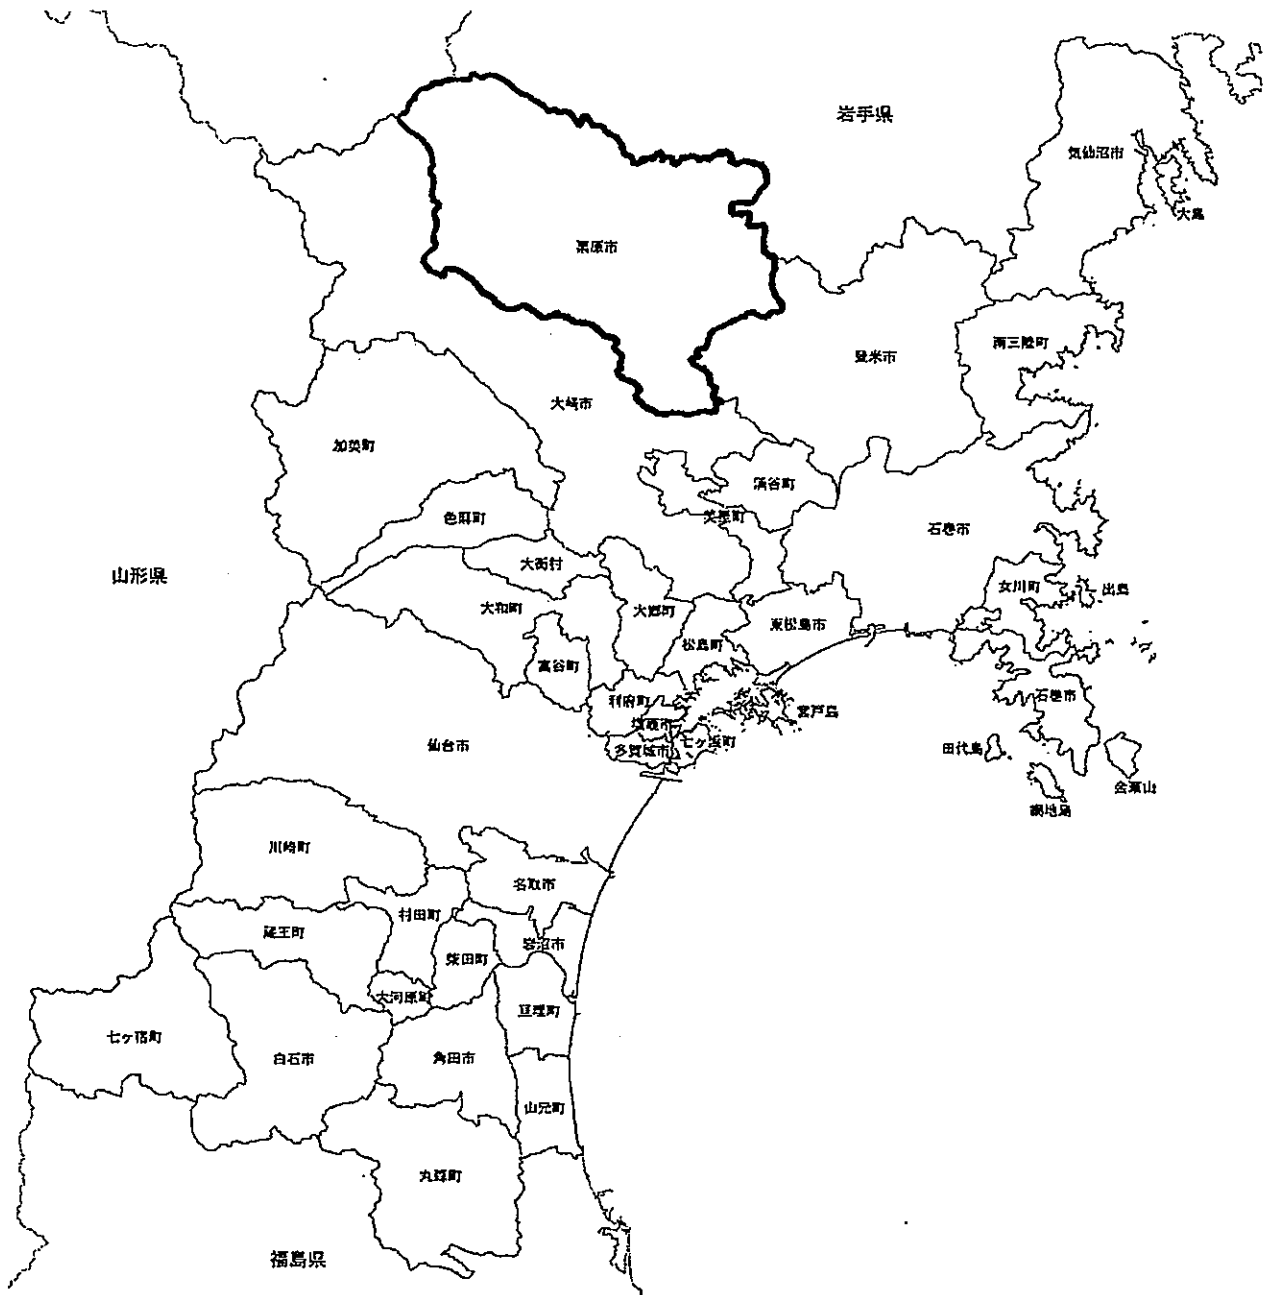 岩手県
気仙沼市
大島
栗原市
登米市
南三陸町
大崎市
加美町
涌谷町
色麻町
美里町
石巻市
大衡村
山形県
女川町
出島
大和町
大郷町
東松島市
松島町
富谷町
利府町
石巻市
宮戸島
塩竈市
仙台市
多賀城市
七ヶ浜町
田代島
金華山
網地島
川崎町
名取市
村田町
蔵王町
岩沼市
柴田町
大河原町
亘理町
七ヶ宿町
白石市
角田市
山元町
丸森町
福島県